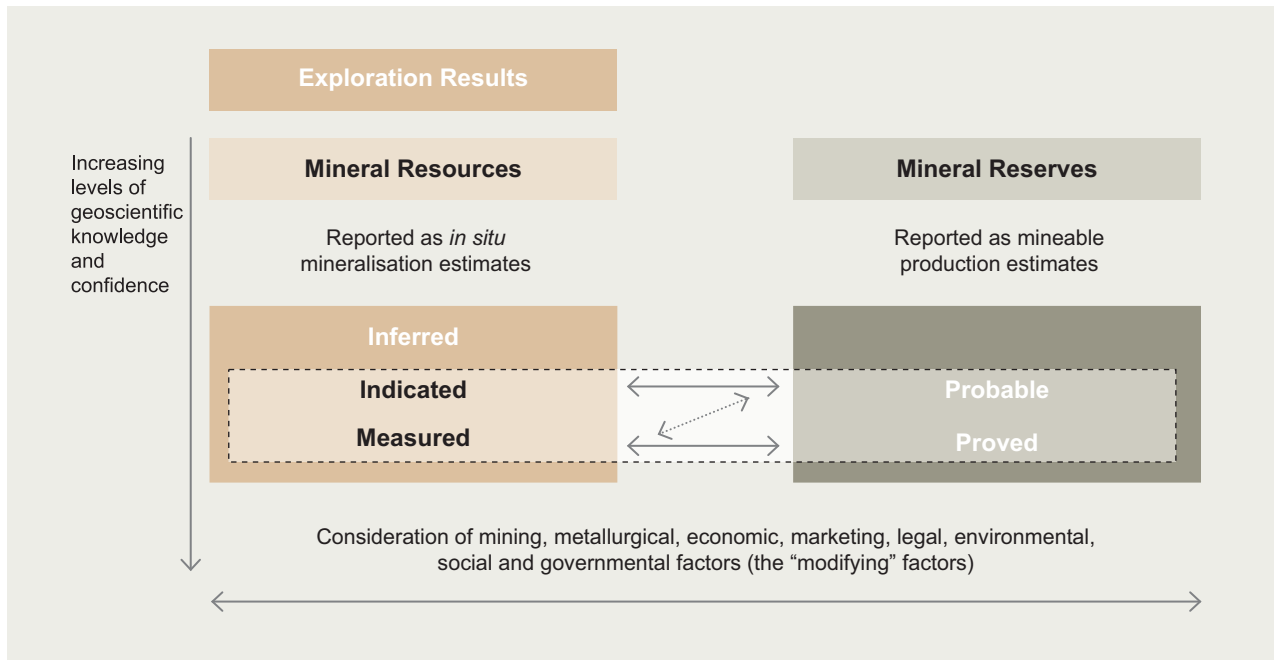 Exploration Results
Increasing
levels of
geoscientific
knowledge
and
confidence
Mineral Resources
Mineral Reserves
Reported as in situ
mineralisation estimates
Reported as mineable
production estimates
Inferred
Indicated
Measured
Probable
Proved
Consideration of mining, metallurgical, economic, marketing, legal, environmental,
social and governmental factors (the “modifying” factors)